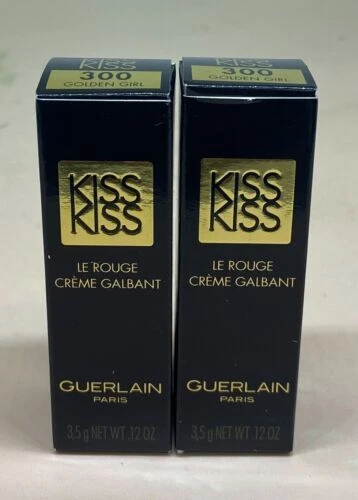 300
GOLDEN GIRL
KISS
KISS
LE ROUGE
CRÈME GALBANT
GUERLAIN
PARIS
3,5 g NET WT .12 OZ
300
GOLDEN GIRL
KISS
KISS
LE ROUGE
CRÈME GALBANT
GUERLAIN
PARIS
3,5 g NET WT .12 OZ